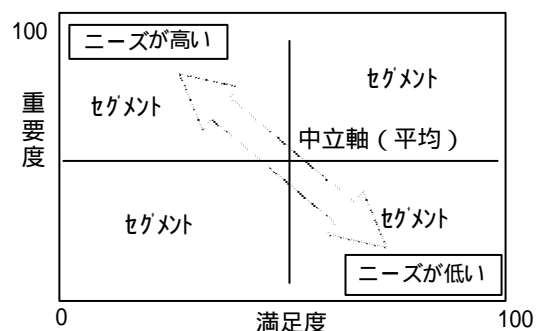 100
ニーズが高い
セグメント
セグメント
重要度
中立軸（平均）
セグメント
セグメント
ニーズが低い
0
満足度
100